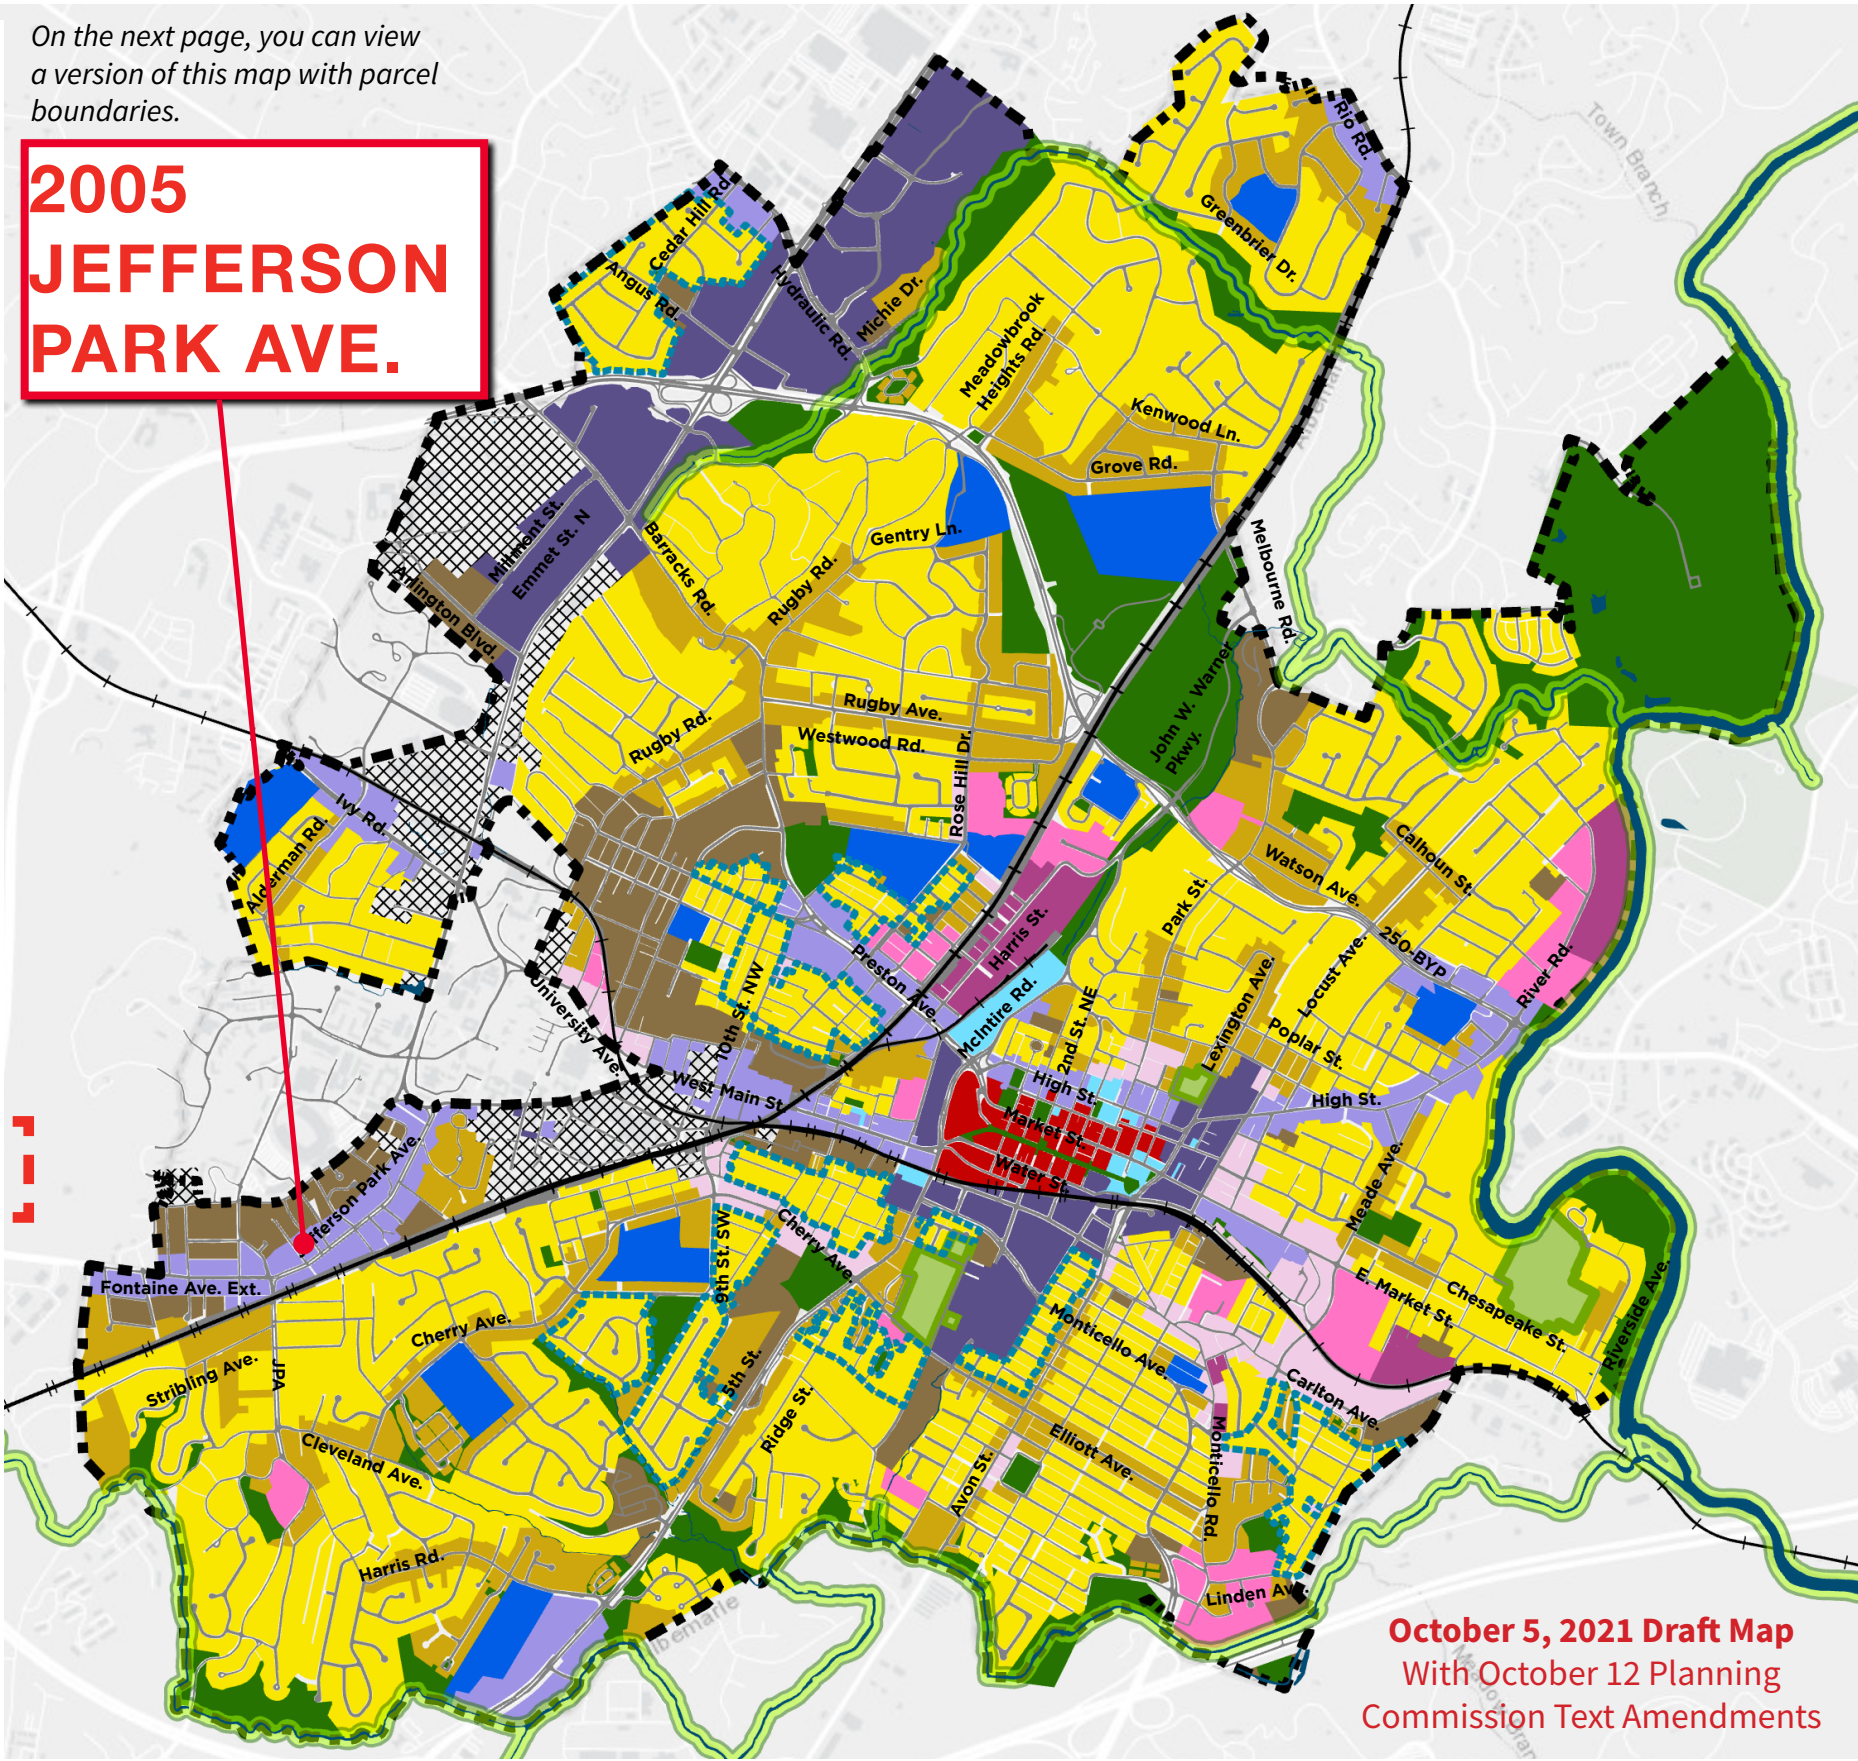 On the next page, you can view
a version of this map with parcel
boundaries.
2005
JEFFERSON
PARK AVE.
Rio Rd.
Town Branch
Cedar Hill Rd
Angus Rd.
Greenbrier Dr.
Hydraulic Rd.
Michie Dr.
Meadowbrook
Heights Rd.
Kenwood Ln.
Grove Rd.
Millmont St.
Emmet St. N
Barracks Rd.
Gentry Ln.
Rugby Rd.
Arlington Blvd.
Melbourne Rd.
John W. Warner
Pkwy.
Rugby Ave.
Rugby Rd.
Westwood Rd.
Rose Hill Dr.
Ivy Rd.
Alderman Rd.
Calhoun St.
Watson Ave.
Park St.
Harris St.
250-BYP
Locust Ave.
River Rd.
Preston Ave.
University Ave.
10th St. NW
McIntire Rd.
2nd St. NE
Lexington Ave.
Poplar St.
West Main St.
High St.
High St.
Market St.
Water St.
Meade Ave.
Jefferson Park Ave.
Cherry Ave.
9th St. SW
Fontaine Ave. Ext.
E. Market St.
Chesapeake St.
Riverside Ave.
Cherry Ave.
Monticello Ave.
Stribling Ave.
JPA
5th St.
Ridge St.
Carlton Ave.
Cleveland Ave.
Avon St.
Elliott Ave.
Monticello Rd.
Harris Rd.
Linden Av
October 5, 2021 Draft Map
With October 12 Planning
Commission Text Amendments